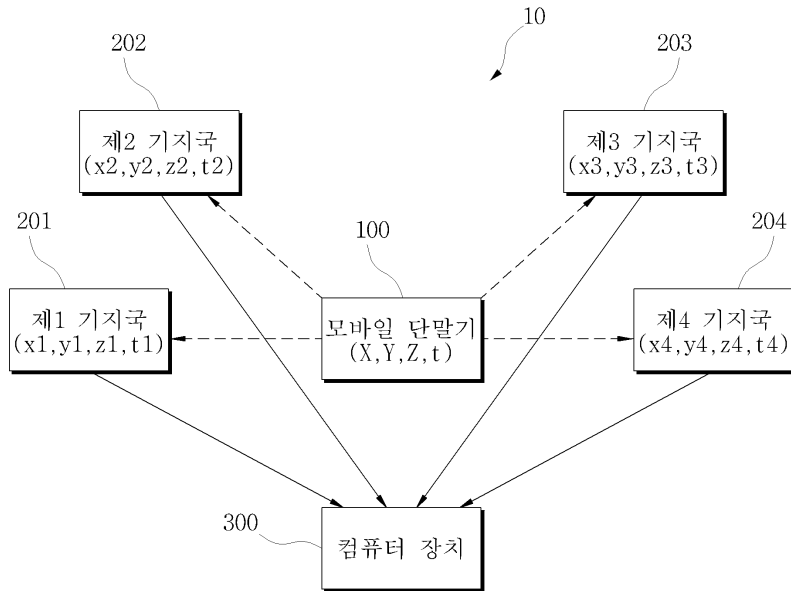 10
202
203
제2 기지국
(x2,y2,z2,t2)
제3 기지국
(x3,y3,z3,t3)
201
100
204
제1 기지국
(x1,y1,z1,t1)
모바일 단말기
(X,Y,Z,t)
제4 기지국
(x4,y4,z4,t4)
300
컴퓨터 장치